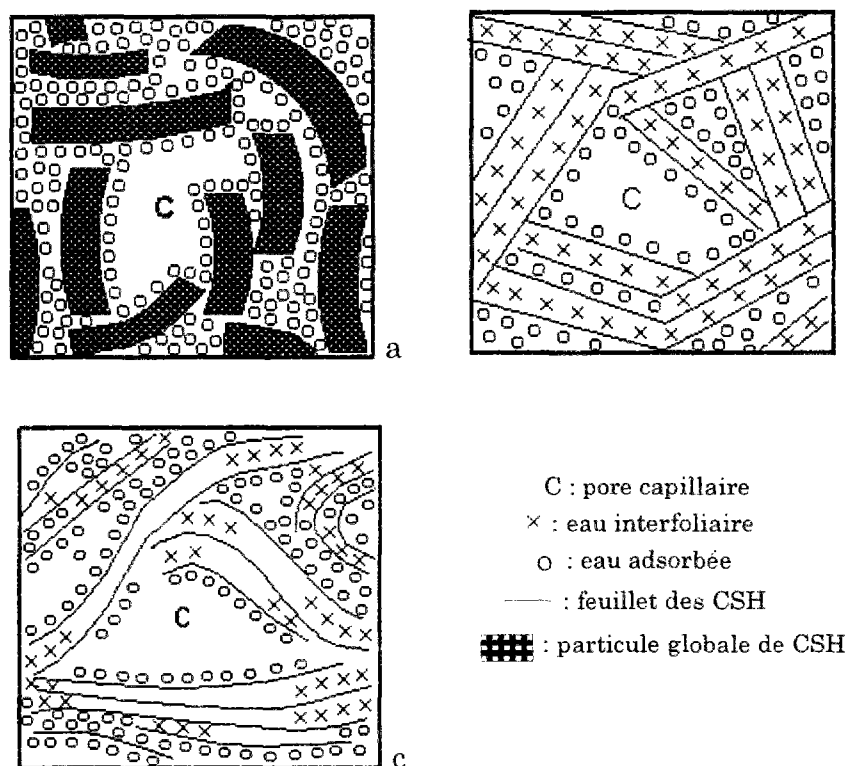 C
a
C
C
c
C : pore capillaire
× : eau interfoliaire
o : eau adsorbée
— : feuillet des CSH
: particule globale de CSH